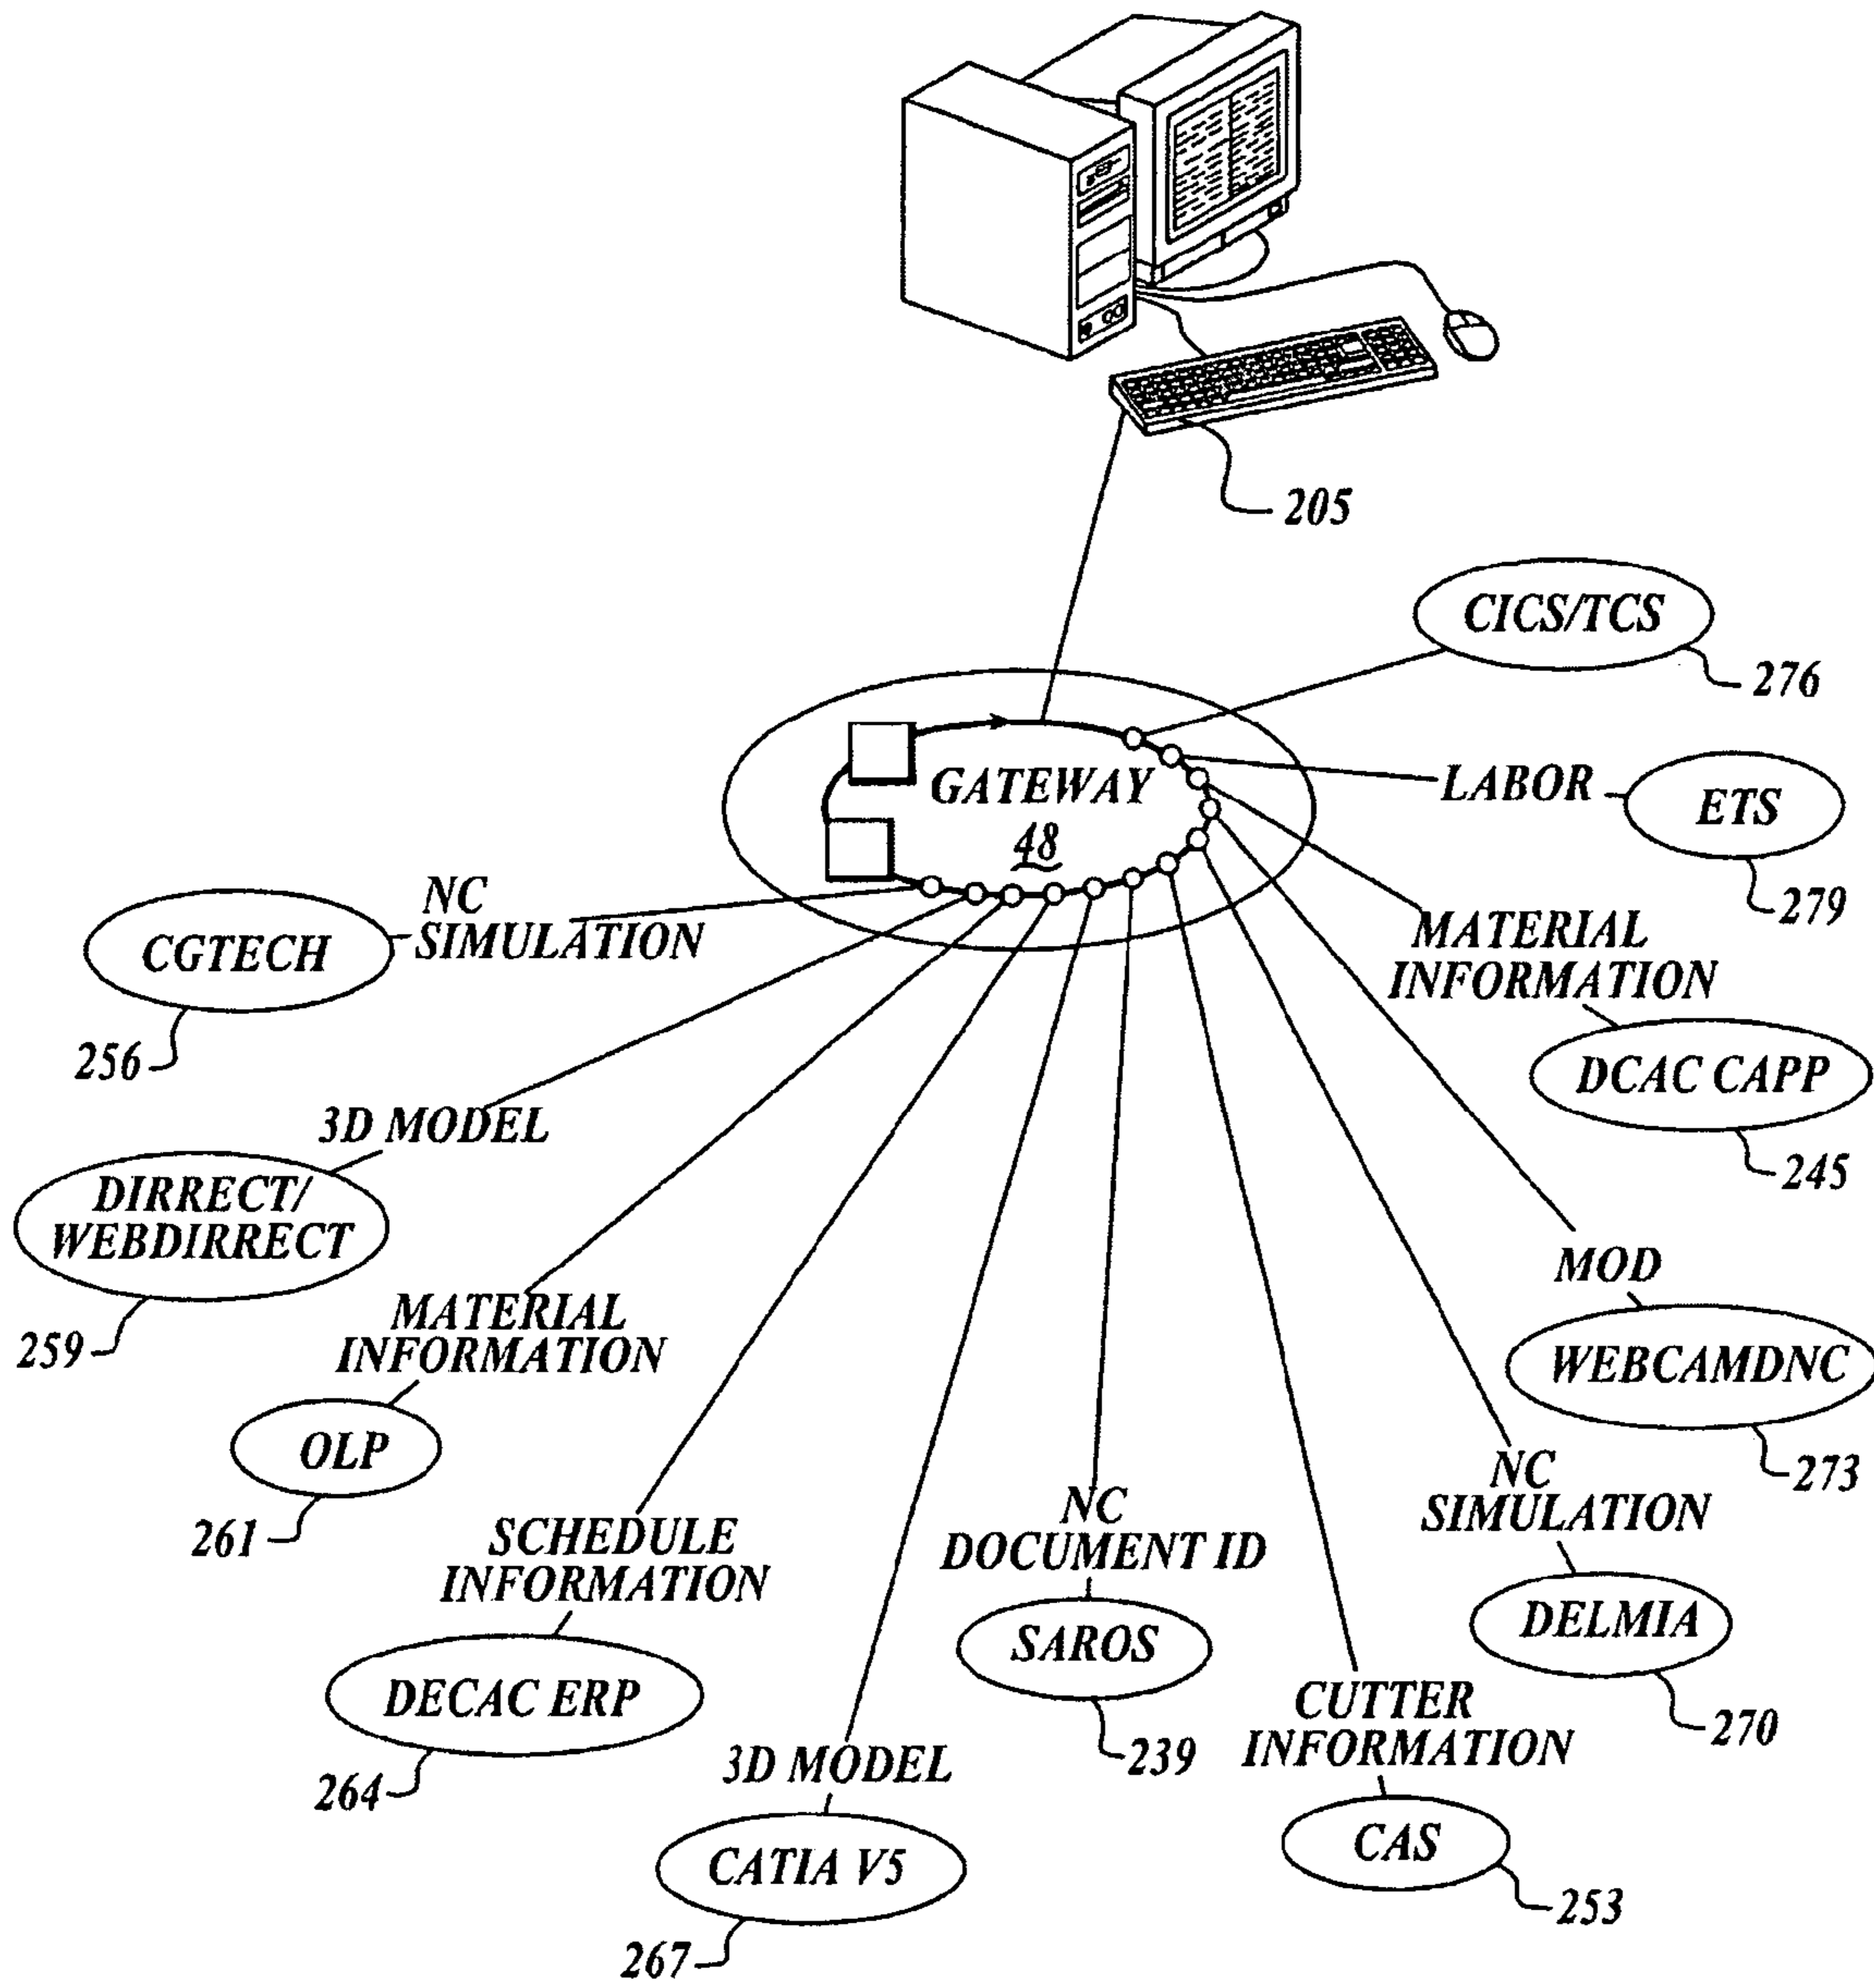 205
CICS/TCS
276
GATEWAY
48
LABOR
ETS
279
NC
SIMULATION
CGTECH
256
MATERIAL
INFORMATION
DCAC CAPP
245
3D MODEL
DIRRECT/
WEBDIRRECT
259
MOD
WEBCAMDNC
273
MATERIAL
INFORMATION
OLP
261
NC
SIMULATION
DELMIA
270
SCHEDULE
INFORMATION
DECAC ERP
264
NC
DOCUMENT ID
SAROS
239
CUTTER
INFORMATION
CAS
253
3D MODEL
CATIA V5
267